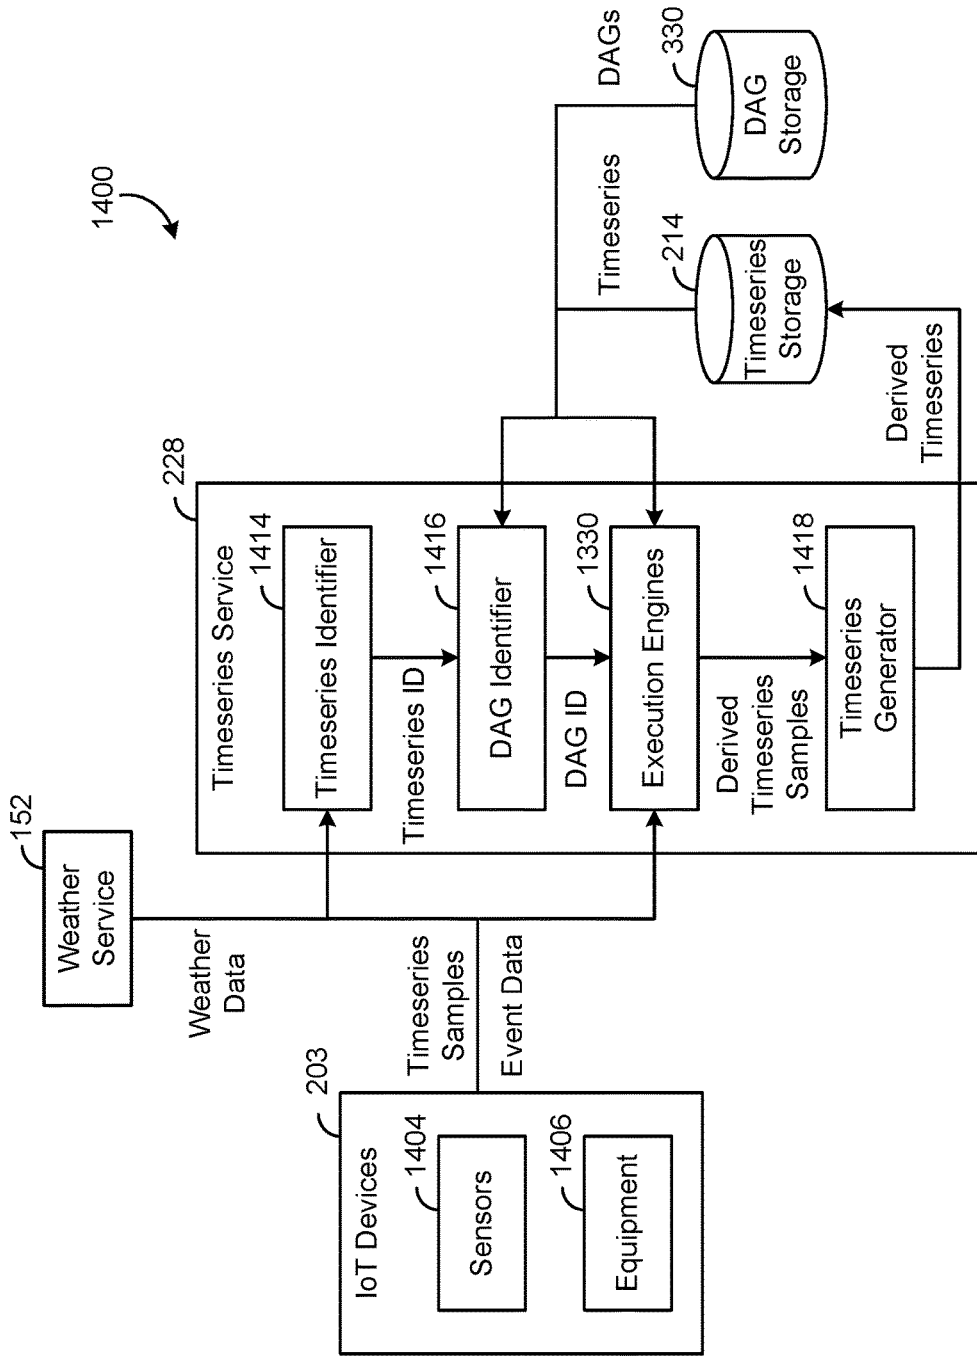 1400
Weather
Service
152
Weather
Data
IoT Devices
203
Sensors
1404
Equipment
1406
Timeseries
Samples
Event Data
Timeseries Service
228
Timeseries Identifier
1414
Timeseries ID
DAG Identifier
1416
DAG ID
Execution Engines
1330
Derived
Timeseries
Samples
Timeseries
Generator
1418
Derived
Timeseries
Timeseries
Timeseries
Storage
214
DAGs
DAG
Storage
330